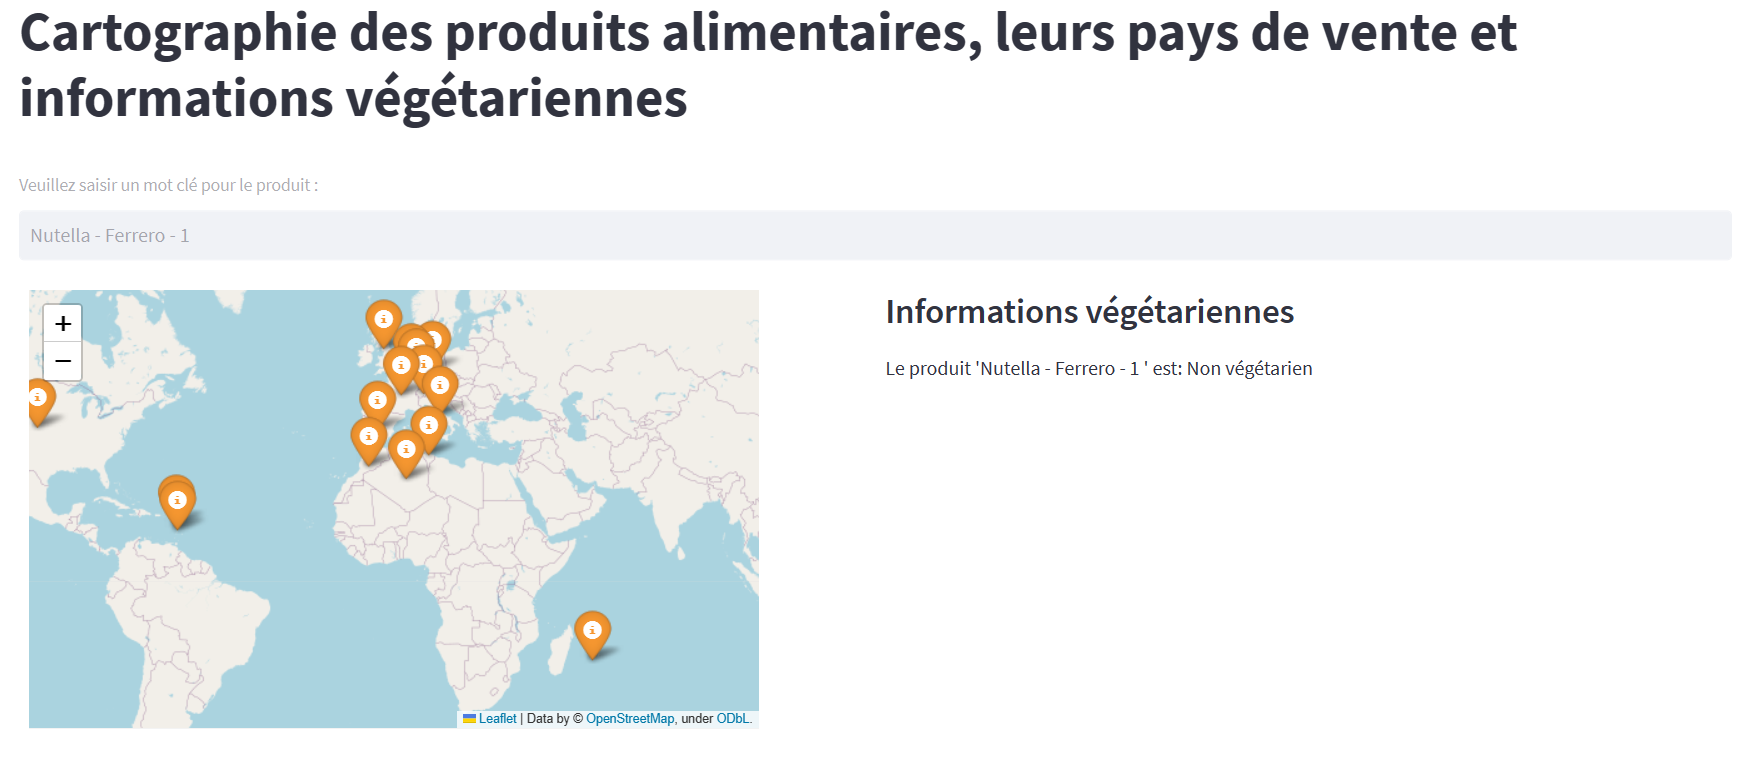 Cartographie des produits alimentaires, leurs pays de vente et
informations végétariennes
Veuillez saisir un mot clé pour le produit :
Nutella - Ferrero - 1
+
−
Leaflet | Data by © OpenStreetMap, under ODbL.
Informations végétariennes
Le produit 'Nutella - Ferrero - 1 ' est: Non végétarien